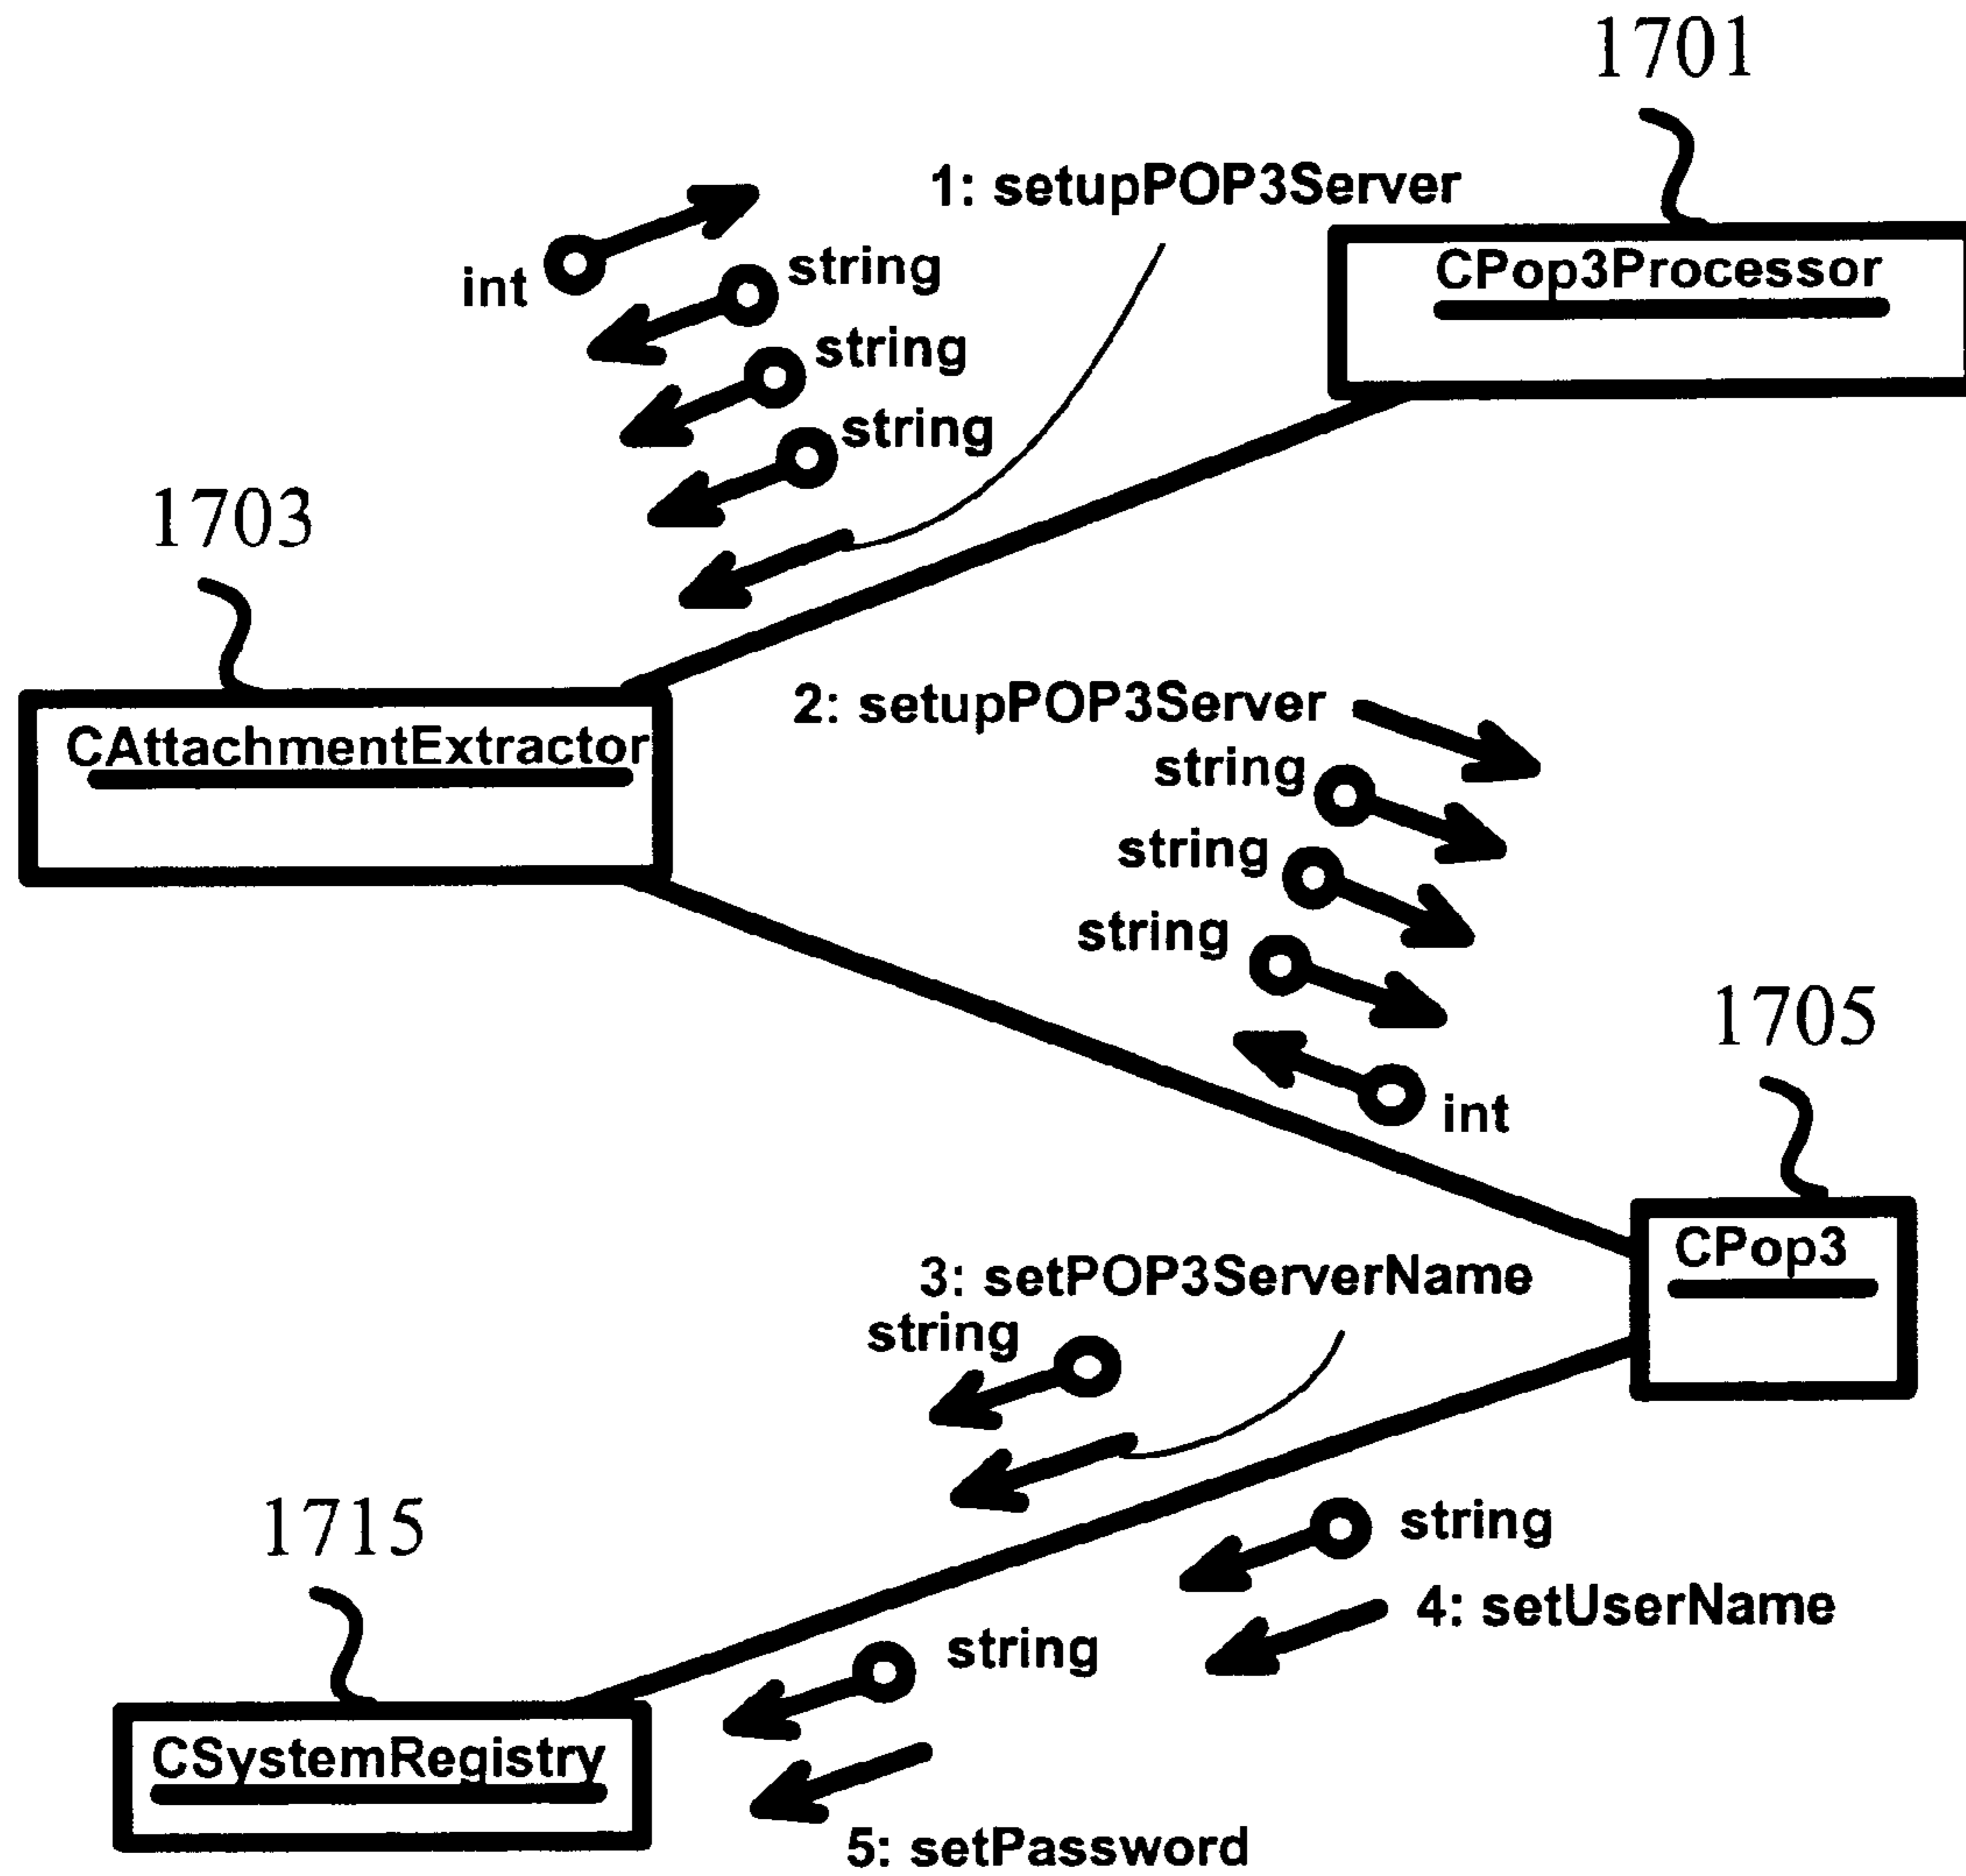 1701
1: setupPOP3Server
int
string
CPop3Processor
string
string
1703
2: setupPOP3Server
CAttachmentExtractor
string
string
string
1705
int
CPop3
3: setPOP3ServerName
string
1715
string
4: setUserName
string
CSystemRegistry
5: setPassword